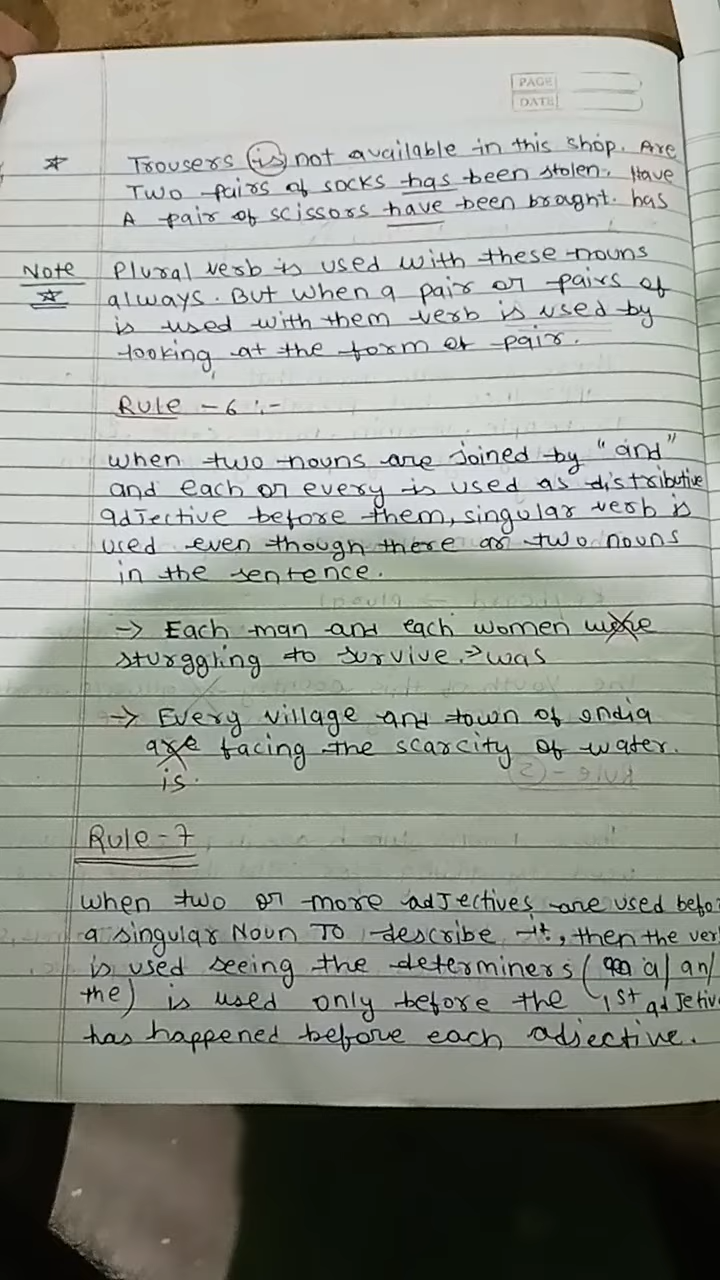 PAGE
DATE
☆ Trousers is not available in this shop. Are
Two pairs of socks has been stolen. Have
A pair of scissors have been brought. has
Note Plural verb is used with these nouns
☆ always. But when a pair or pairs of
is used with them verb is used by
looking at the form of pair.
Rule - 6 :-
when two nouns are joined by "and"
and each or every is used as distributive
adjective before them, singular verb is
used even though there ar two nouns
in the sentence.
→ Each man and each women were
sturggling to survive. → was
→ Every village and town of India
are facing the scarcity of water.
is.
Rule - 7
when two or more adjectives are used befo
a singular Noun To describe it, then the ver
is used seeing the determiners ( a/an/
the) is used only before the 1st adjetive
has happened before each adjective.